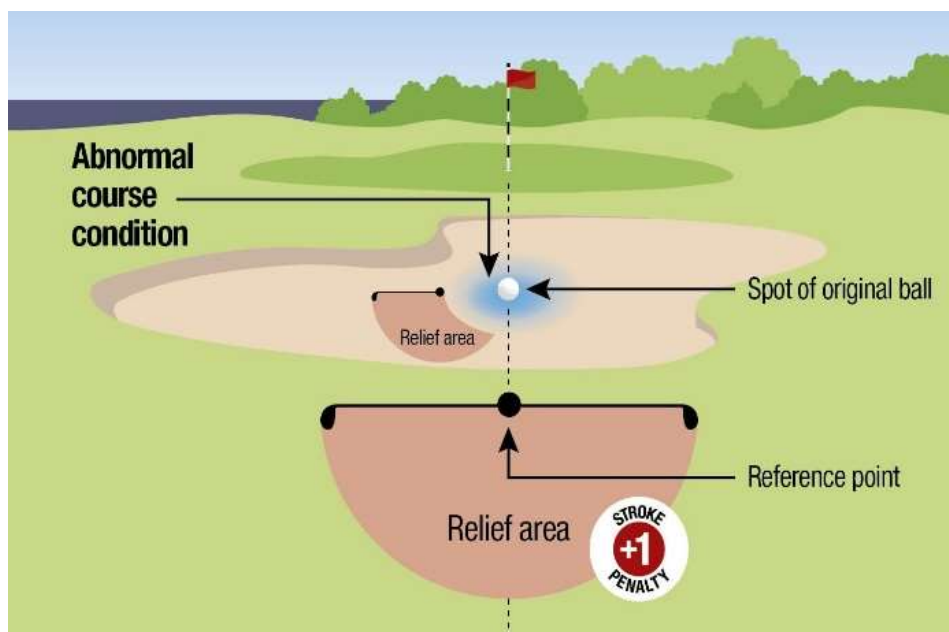 Abnormal
course
condition
Spot of original ball
Relief area
Reference point
Relief area
STROKE
+1
PENALTY